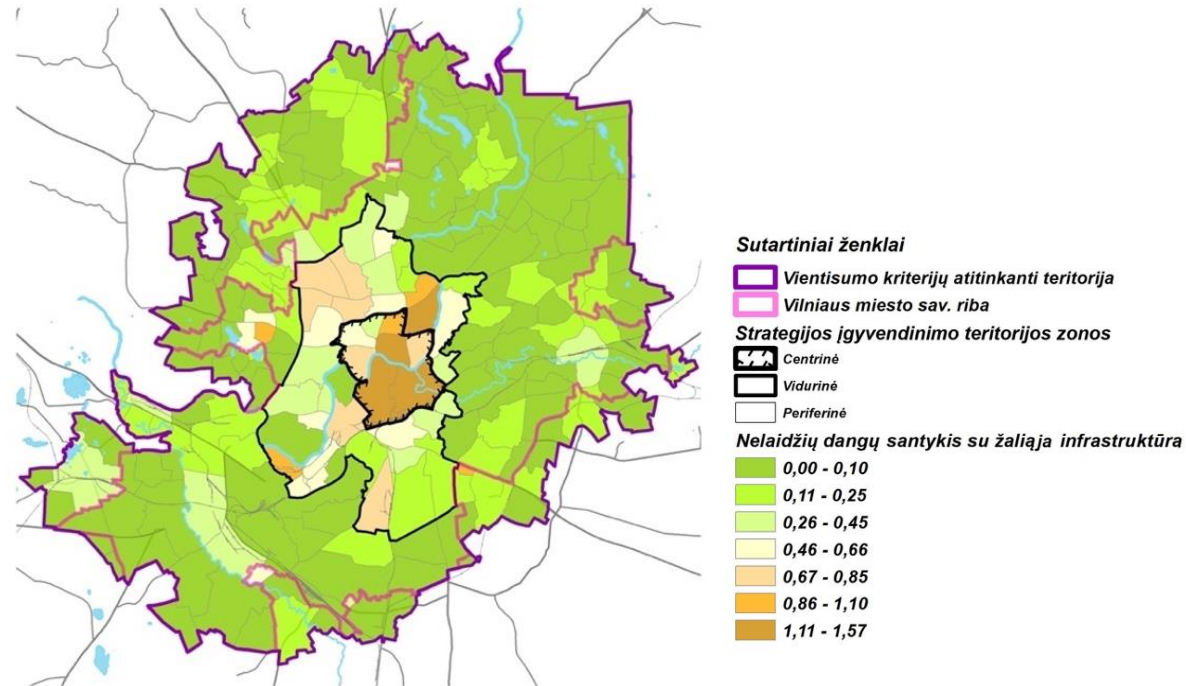 Sutartiniai ženklai
Vientisumo kriterijų atitinkanti teritorija
Vilniaus miesto sav. riba
Strategijos įgyvendinimo teritorijos zonos
Centrinė
Vidurinė
Periferinė
Nelaidžių dangų santykis su žaliąja infrastruktūra
0,00 - 0,10
0,11 - 0,25
0,26 - 0,45
0,46 - 0,66
0,67 - 0,85
0,86 - 1,10
1,11 - 1,57